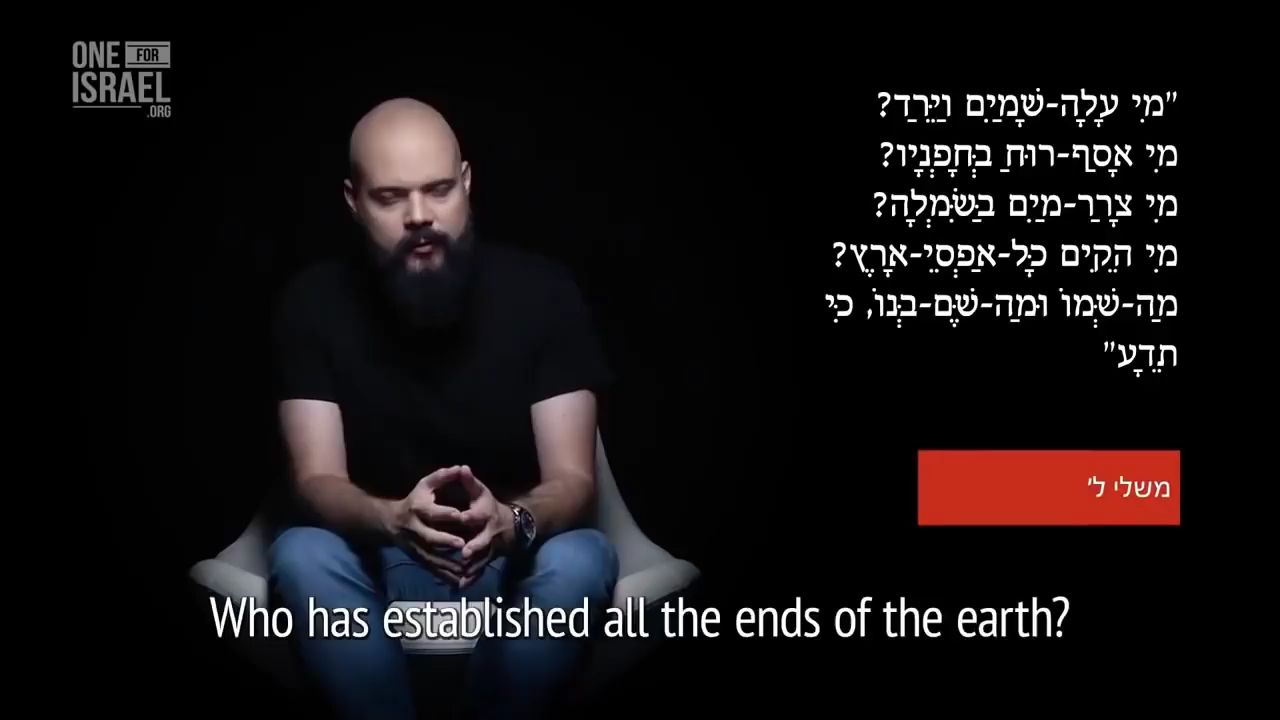 ONE FOR
ISRAEL
.ORG
"מִי עָלָה-שָׁמַיִם וַיֵּרַד?
מִי אָסַף-רוּחַ בְּחָפְנָיו?
מִי צָרַר-מַיִם בַּשִּׂמְלָה?
מִי הֵקִים כָּל-אַפְסֵי-אָרֶץ?
מַה-שְּׁמוֹ וּמַה-שֶּׁם-בְּנוֹ, כִּי
תֵדָע"
משלי ל'
Who has established all the ends of the earth?